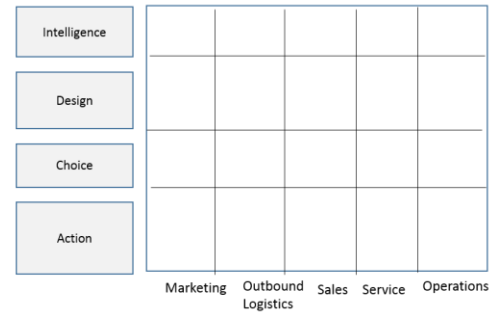 Intelligence
Design
Choice
Action
Marketing
Outbound
Logistics
Sales
Service
Operations